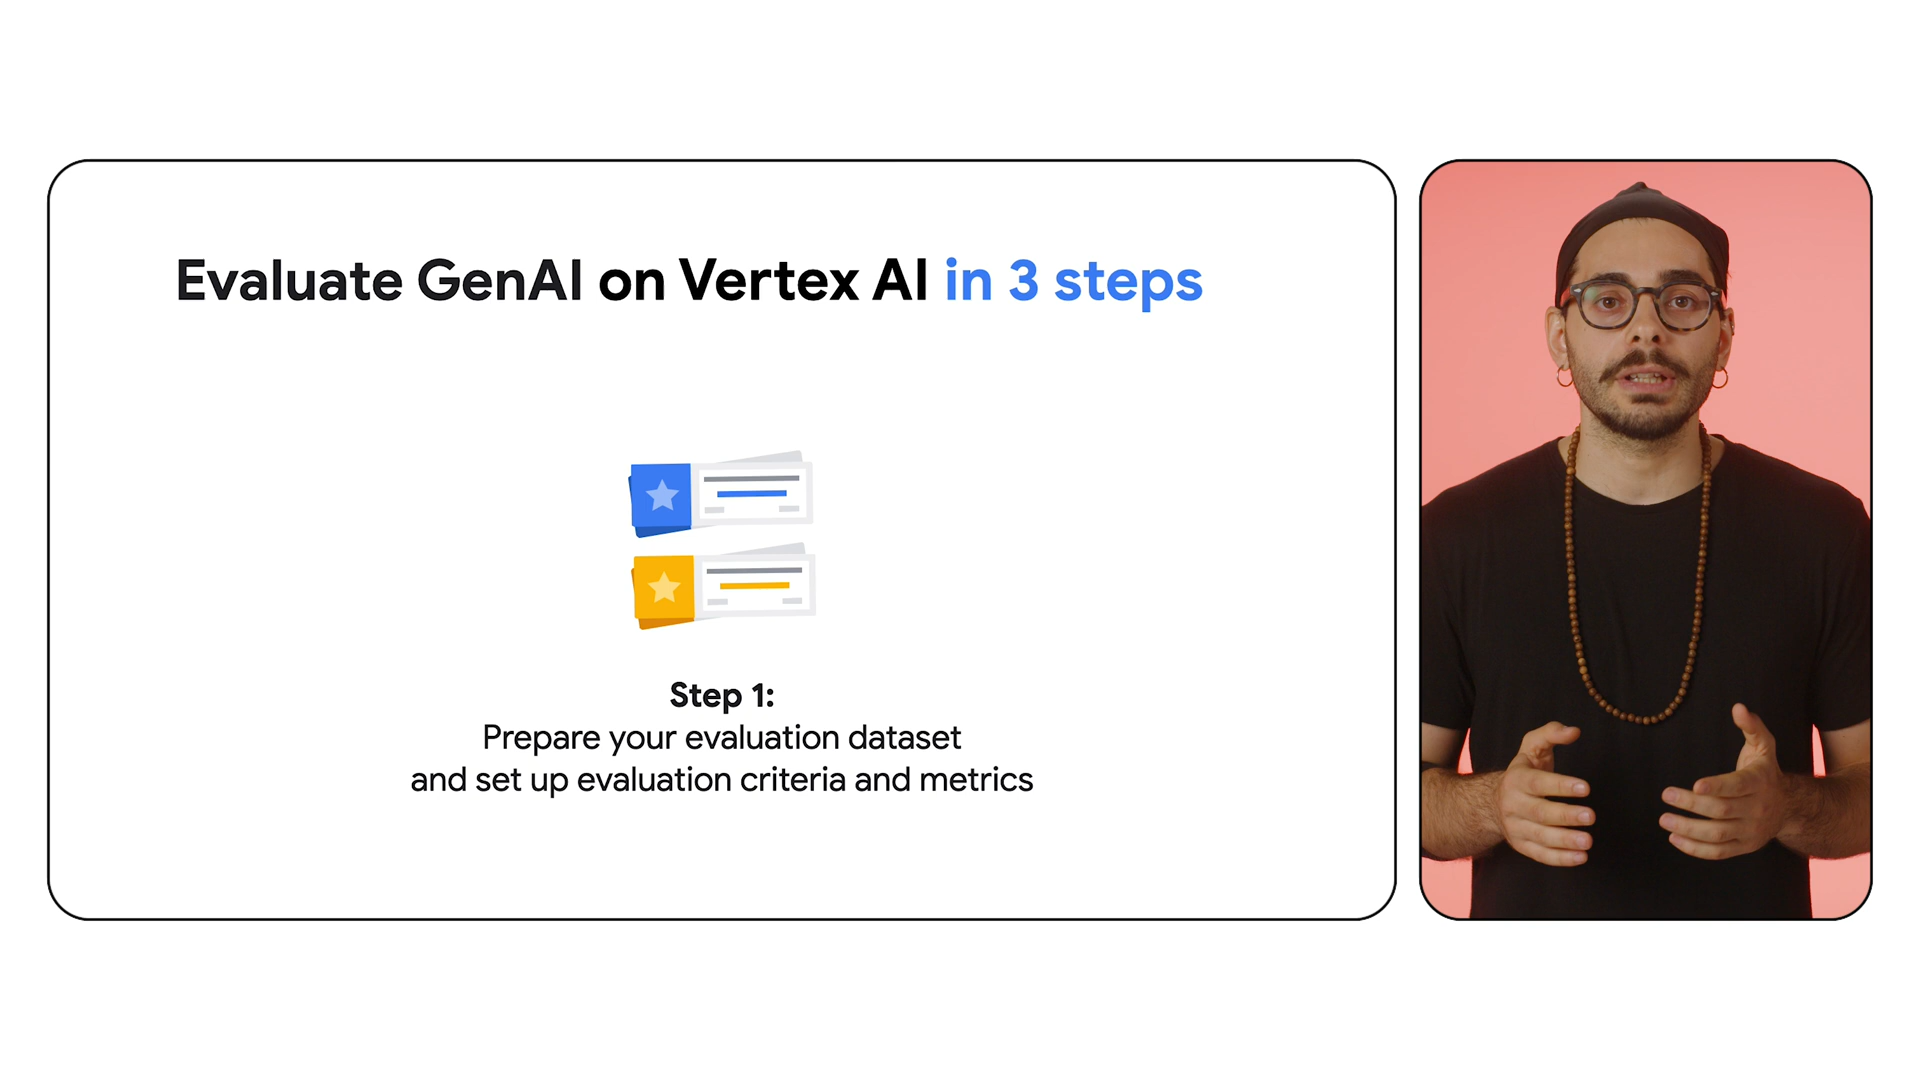 Evaluate GenAI on Vertex AI in 3 steps
Step 1:
Prepare your evaluation dataset
and set up evaluation criteria and metrics